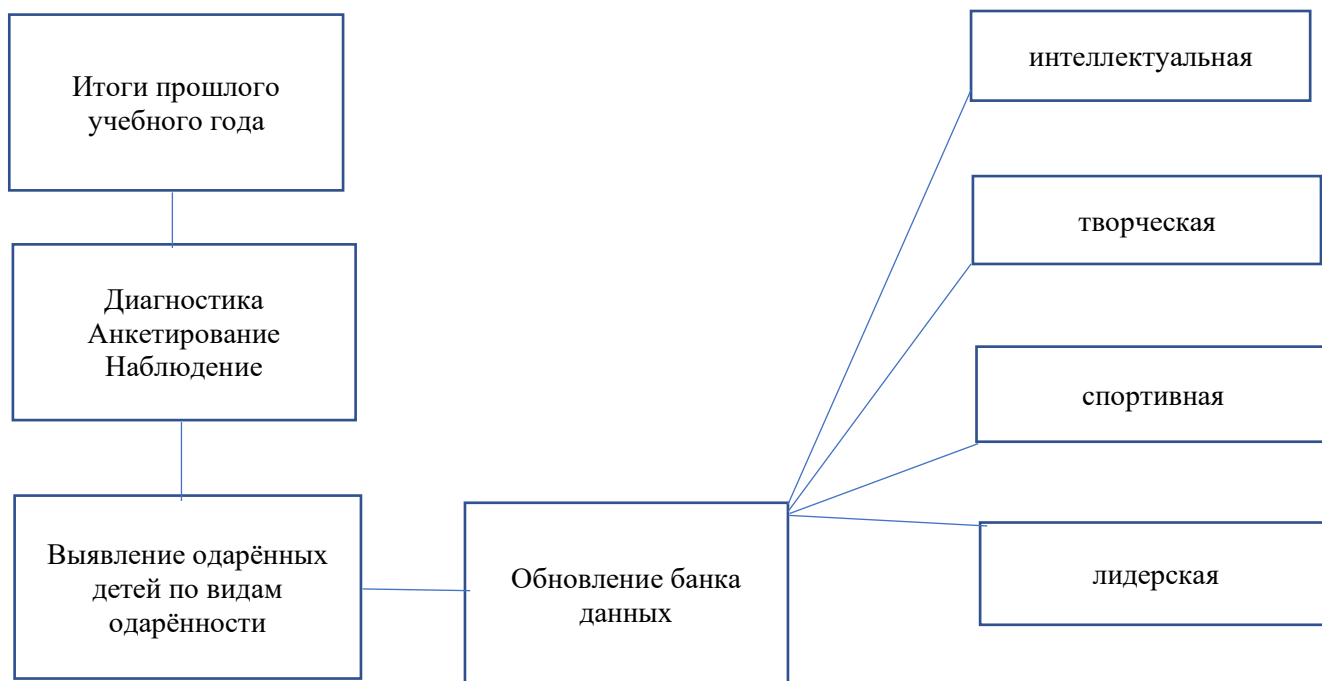 Итоги прошлого
учебного года
Диагностика
Анкетирование
Наблюдение
Выявление одарённых
детей по видам
одарённости
Обновление банка
данных
интеллектуальная
творческая
спортивная
лидерская